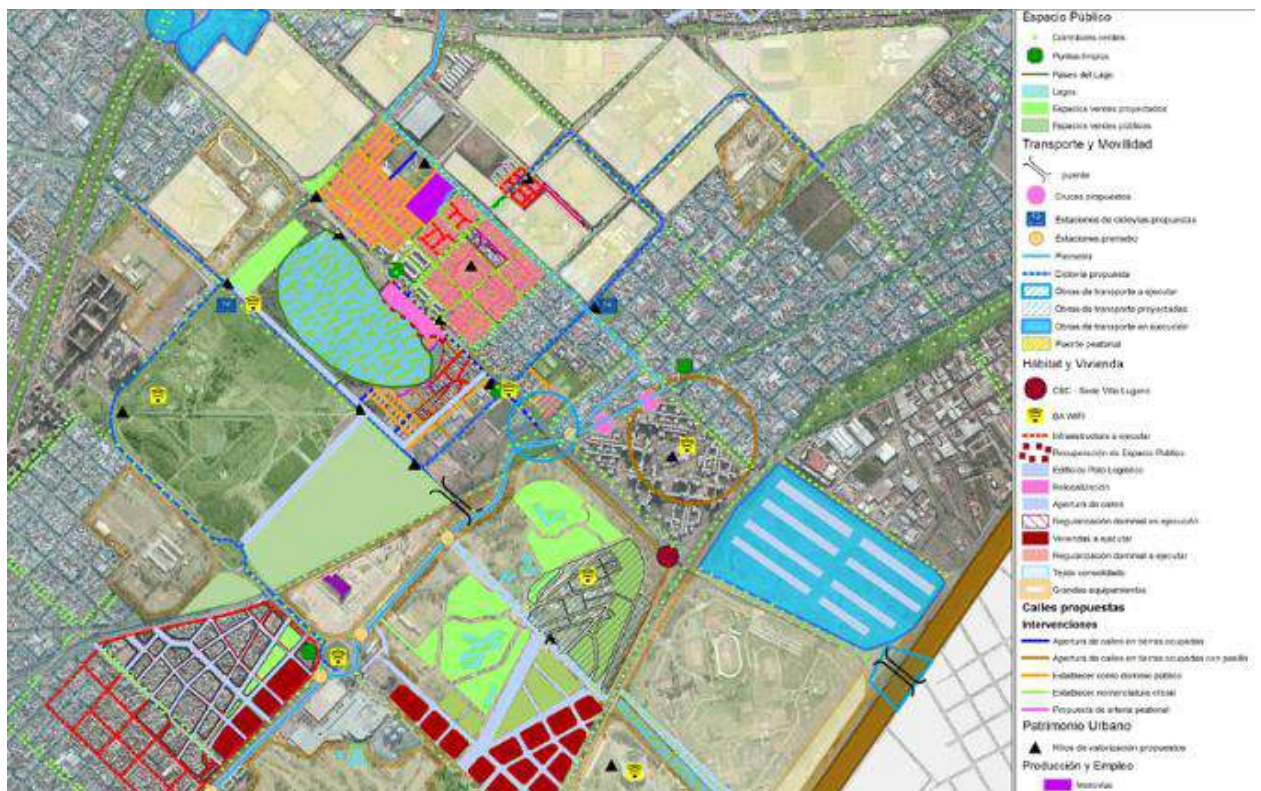 Espacio Público
Corredores verdes
Puntos limpios
Paseo del Lago
Lagos
Espacios verdes proyectados
Espacios verdes públicos
Transporte y Movilidad
puente
Cruces propuestos
Estaciones de ciclovías propuestas
Estaciones premetro
Premetro
Ciclovía propuesta
Obras de transporte a ejecutar
Obras de transporte proyectadas
Obras de transporte en ejecución
Puente peatonal
Hábitat y Vivienda
CGC - Sede Villa Lugano
BA WIFI
Infraestructura a ejecutar
Recuperación de Espacio Público
Edificios Polo Logístico
Relocalización
Apertura de calles
Regularización dominial en ejecución
Viviendas a ejecutar
Regularización dominial a ejecutar
Tejido consolidado
Grandes equipamientos
Calles propuestas
Intervenciones
Apertura de calles en tierras ocupadas
Apertura de calles en tierras ocupadas con pasillo
Establecer como dominio público
Establecer nomenclatura oficial
Propuesta de arteria peatonal
Patrimonio Urbano
Hitos de valorización propuestos
Producción y Empleo